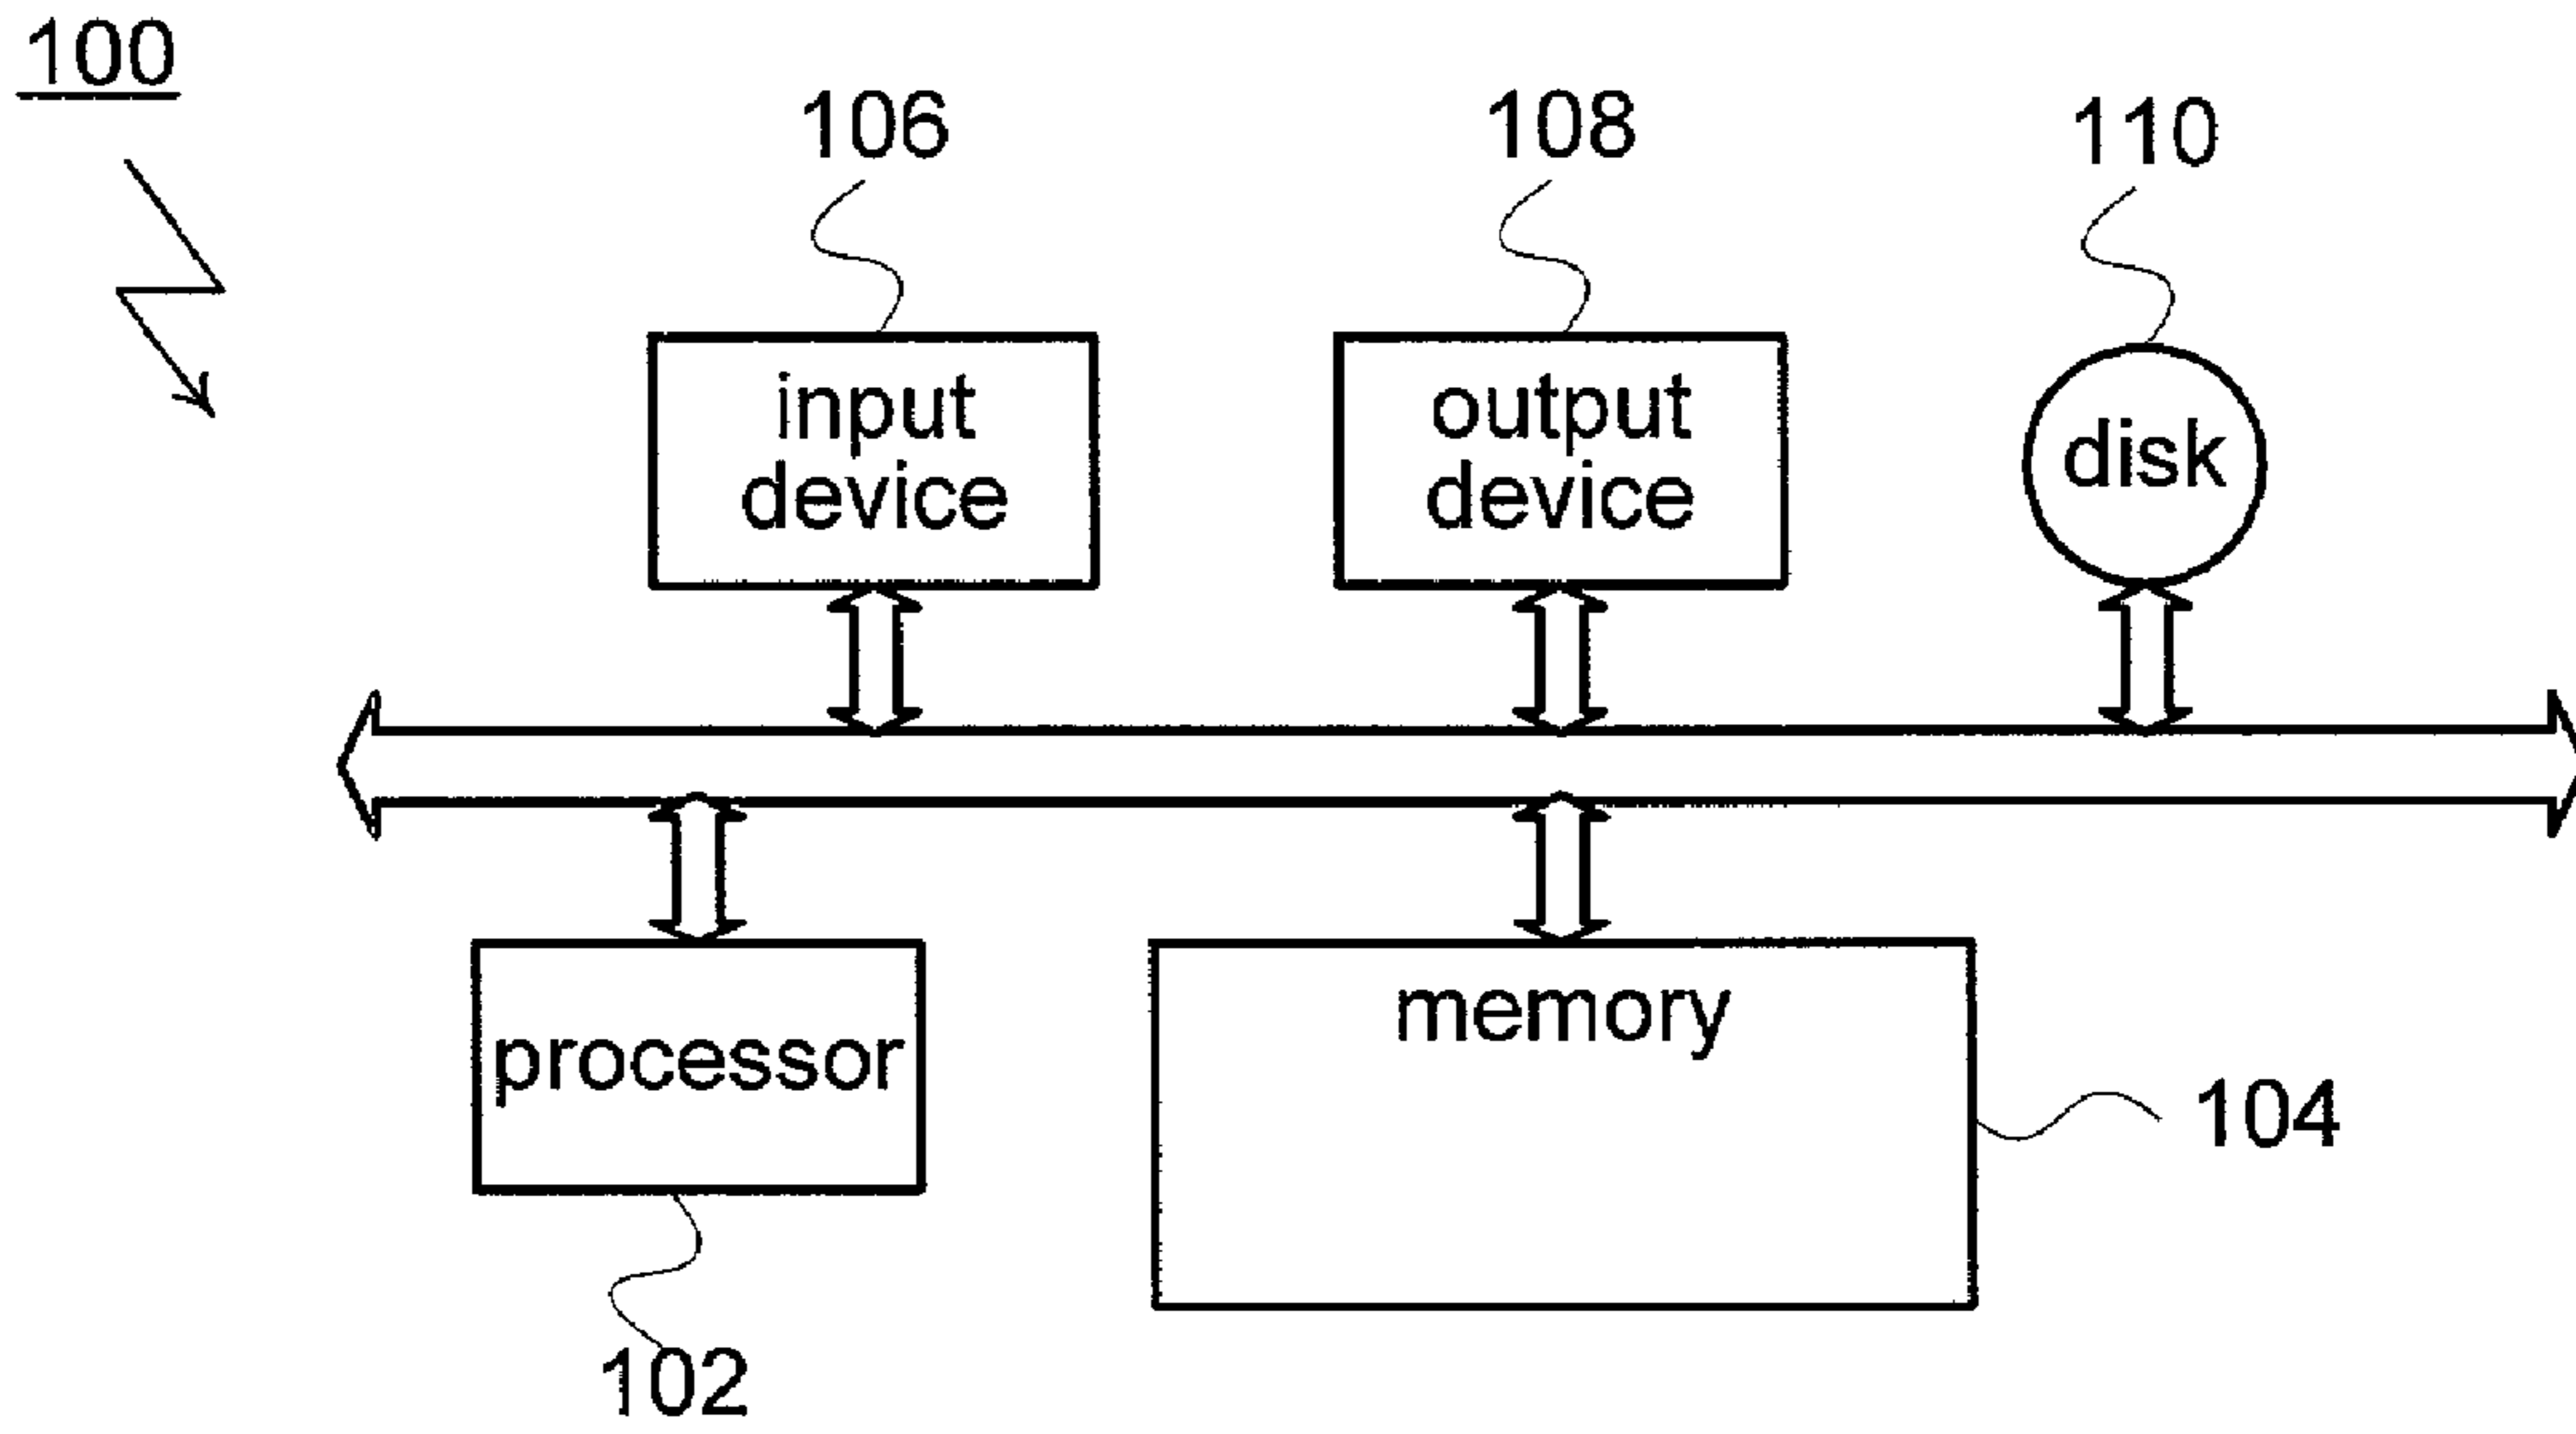 100
106
108
110
input
device
output
device
disk
processor
memory
104
102